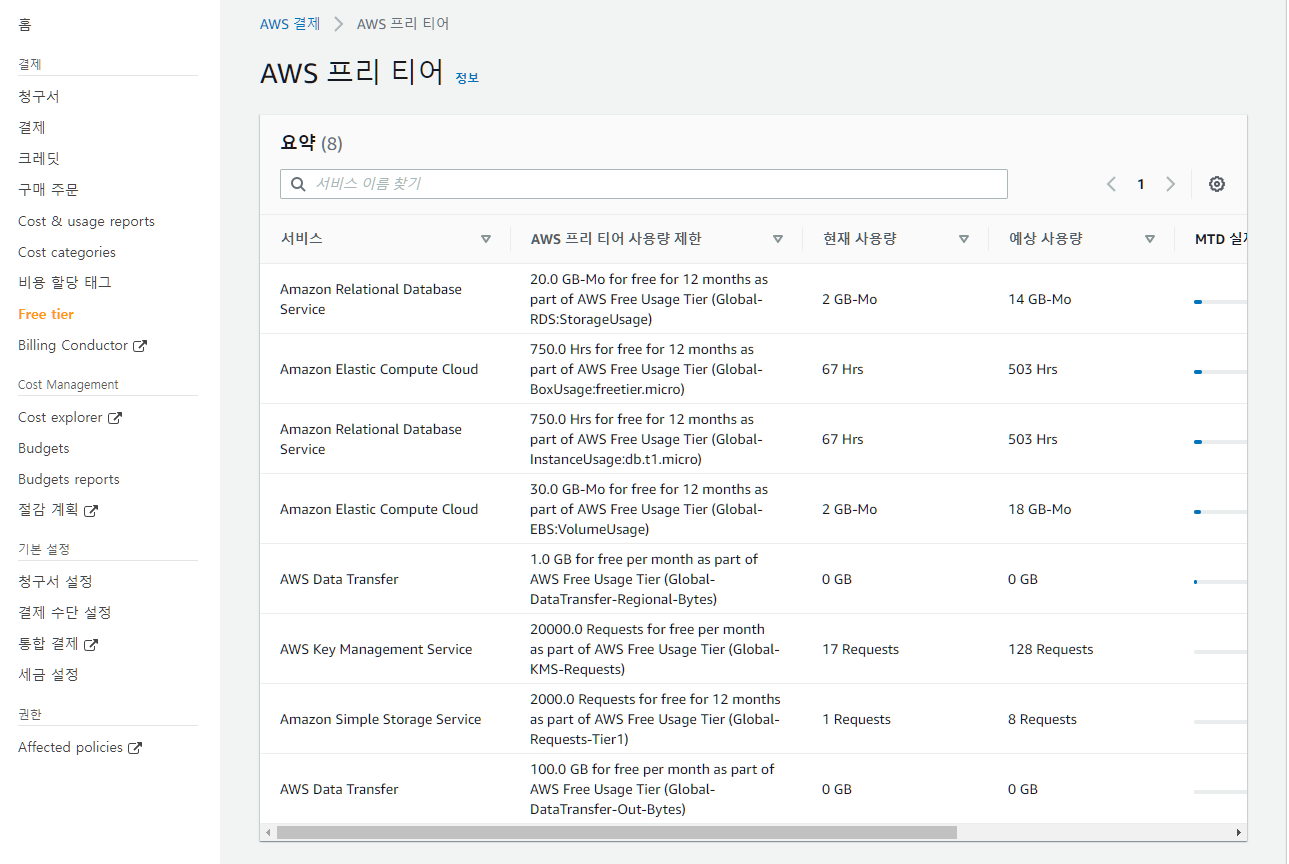 홈
결제
청구서
결제
크레딧
구매 주문
Cost & usage reports
Cost categories
비용 할당 태그
Free tier
Billing Conductor
Cost Management
Cost explorer
Budgets
Budgets reports
절감 계획
기본 설정
청구서 설정
결제 수단 설정
통합 결제
세금 설정
권한
Affected policies
AWS 결제 AWS 프리 티어
AWS 프리 티어 정보
요약 (8)
서비스 이름 찾기
1
서비스 AWS 프리 티어 사용량 제한 현재 사용량 예상 사용량 MTD
Amazon Relational Database
Service
20.0 GB-Mo for free for 12 months as
part of AWS Free Usage Tier (Global-
RDS:StorageUsage)
2 GB-Mo
14 GB-Mo
Amazon Elastic Compute Cloud
750.0 Hrs for free for 12 months as
part of AWS Free Usage Tier (Global-
BoxUsage:freetier.micro)
67 Hrs
503 Hrs
Amazon Relational Database
Service
750.0 Hrs for free for 12 months as
part of AWS Free Usage Tier (Global-
InstanceUsage:db.t1.micro)
67 Hrs
503 Hrs
Amazon Elastic Compute Cloud
30.0 GB-Mo for free for 12 months as
part of AWS Free Usage Tier (Global-
EBS:VolumeUsage)
2 GB-Mo
18 GB-Mo
AWS Data Transfer
1.0 GB for free per month as part of
AWS Free Usage Tier (Global-
DataTransfer-Regional-Bytes)
0 GB
0 GB
AWS Key Management Service
20000.0 Requests for free per month
as part of AWS Free Usage Tier (Global-
KMS-Requests)
17 Requests
128 Requests
Amazon Simple Storage Service
2000.0 Requests for free for 12 months
as part of AWS Free Usage Tier (Global-
Requests-Tier1)
1 Requests
8 Requests
AWS Data Transfer
100.0 GB for free per month as part of
AWS Free Usage Tier (Global-
DataTransfer-Out-Bytes)
0 GB
0 GB